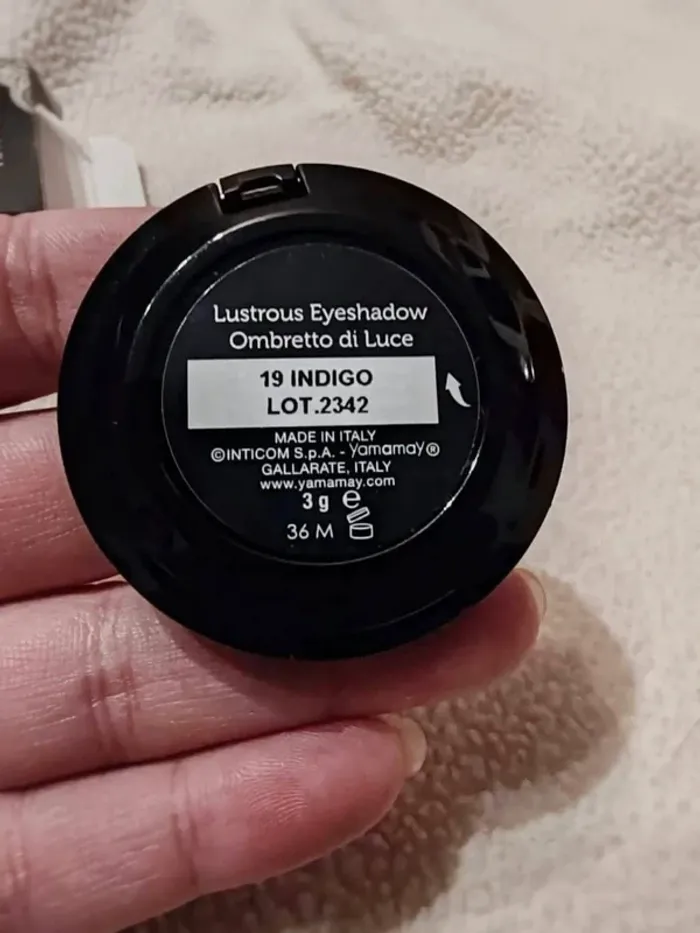 Lustrous Eyeshadow
Ombretto di Luce
19 INDIGO
LOT.2342
MADE IN ITALY
©INTICOM S.p.A. - yamamay®
GALLARATE, ITALY
www.yamamay.com
3 g e
36 M